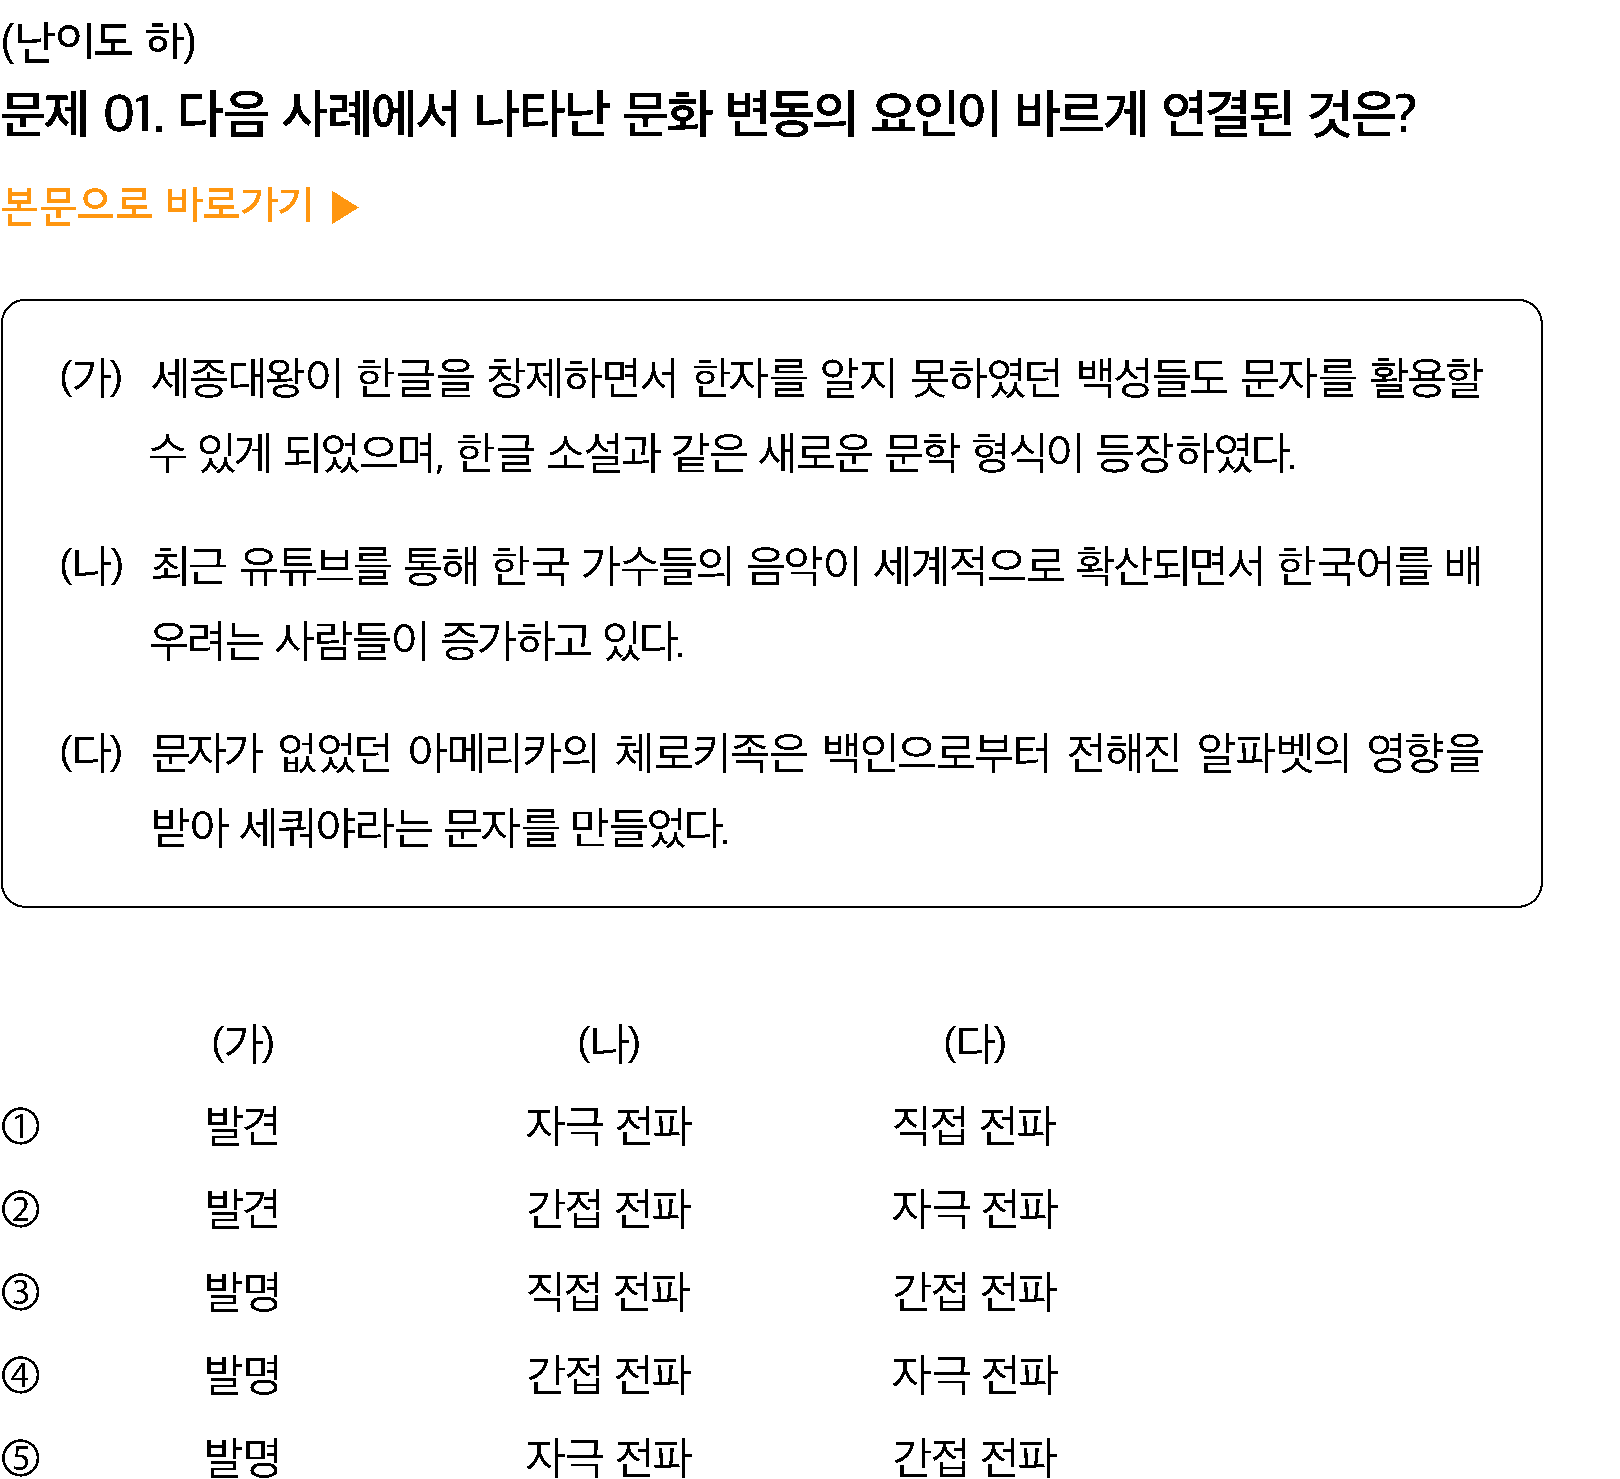 (난이도 하)
문제 01. 다음 사례에서 나타난 문화 변동의 요인이 바르게 연결된 것은?
본문으로 바로가기 ▶
(가) 세종대왕이 한글을 창제하면서 한자를 알지 못하였던 백성들도 문자를 활용할
수 있게 되었으며, 한글 소설과 같은 새로운 문학 형식이 등장하였다.
(나) 최근 유튜브를 통해 한국 가수들의 음악이 세계적으로 확산되면서 한국어를 배
우려는 사람들이 증가하고 있다.
(다) 문자가 없었던 아메리카의 체로키족은 백인으로부터 전해진 알파벳의 영향을
받아 세쿼야라는 문자를 만들었다.
(가) (나) (다)
① 발견 자극 전파 직접 전파
② 발견 간접 전파 자극 전파
③ 발명 직접 전파 간접 전파
④ 발명 간접 전파 자극 전파
⑤ 발명 자극 전파 간접 전파